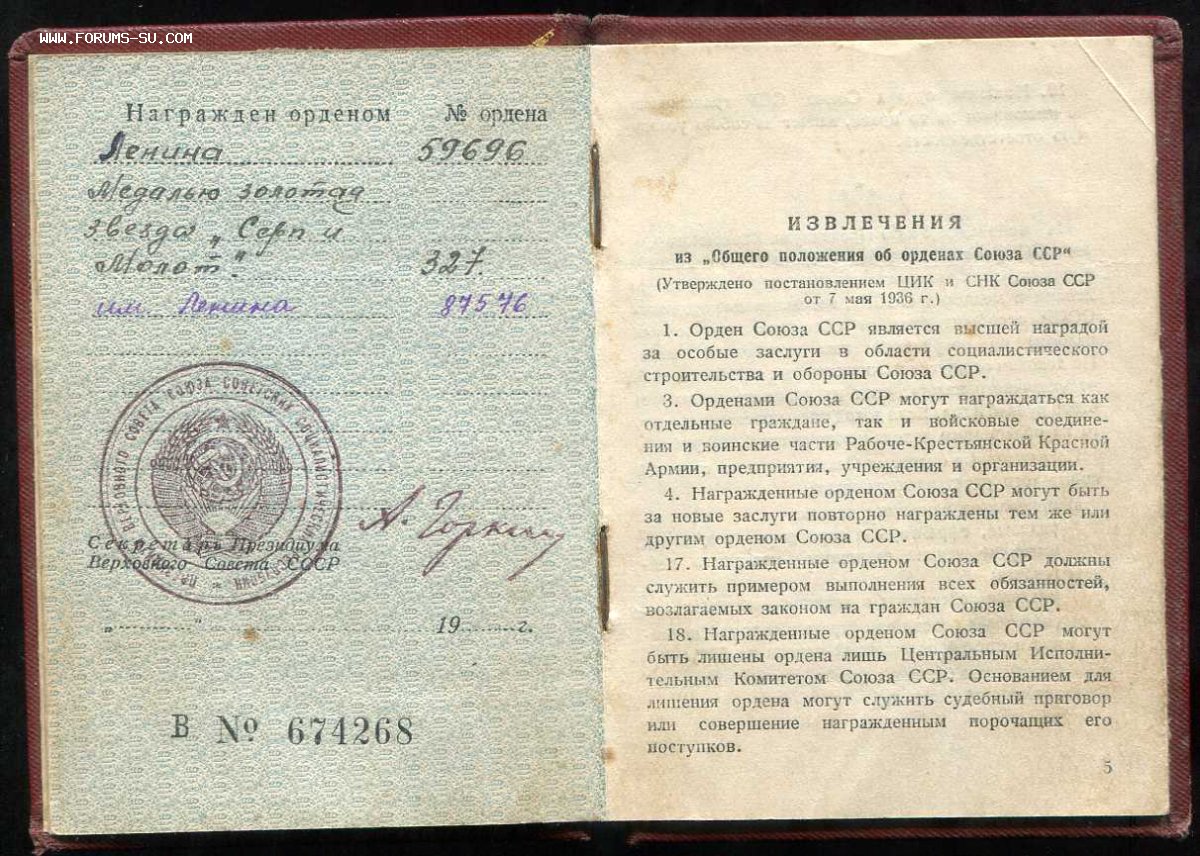 WWW.FORUMS-SU.COM
Награжден орденом № ордена
Ленина 59696
Медалью золотая
звезда „Серп и
Молот“ 327.
им. Ленина 87576
ВЕРХОВНОГО СОВЕТА СОЮЗА СОВЕТСКИХ СОЦИАЛИСТИЧЕСКИХ
Секретарь Президиума
Верховного Совета СССР
А. Горкин
„ “ 19 г.
В № 674268
ИЗВЛЕЧЕНИЯ
из „Общего положения об орденах Союза ССР“
(Утверждено постановлением ЦИК и СНК Союза ССР
от 7 мая 1936 г.)
1. Орден Союза ССР является высшей наградой
за особые заслуги в области социалистического
строительства и обороны Союза ССР.
3. Орденами Союза ССР могут награждаться как
отдельные граждане, так и войсковые соедине-
ния и воинские части Рабоче-Крестьянской Красной
Армии, предприятия, учреждения и организации.
4. Награжденные орденом Союза ССР могут быть
за новые заслуги повторно награждены тем же или
другим орденом Союза ССР.
17. Награжденные орденом Союза ССР должны
служить примером выполнения всех обязанностей,
возлагаемых законом на граждан Союза ССР.
18. Награжденные орденом Союза ССР могут
быть лишены ордена лишь Центральным Исполни-
тельным Комитетом Союза ССР. Основанием для
лишения ордена могут служить судебный приговор
или совершение награжденным порочащих его
поступков.
5